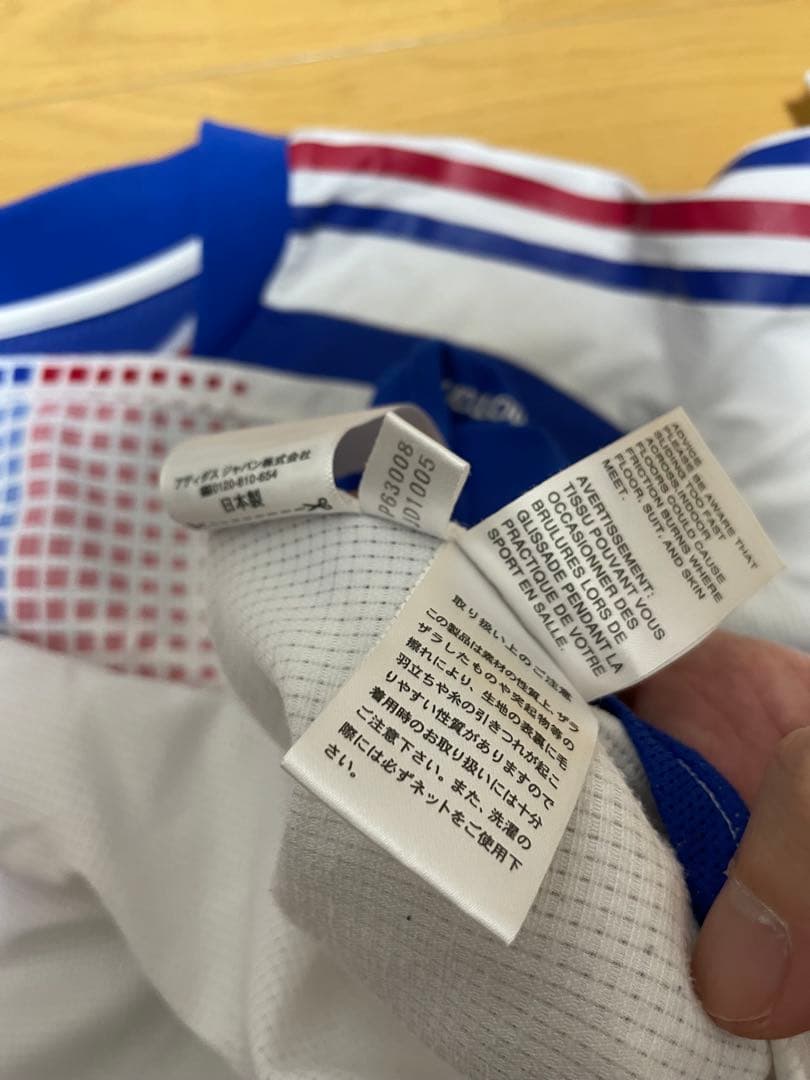 アディダス ジャパン株式会社
0120-810-654
日本製
P63008
JD1005
ADVICE:
PLEASE BE AWARE THAT
SLIDING TOO FAST
ACROSS INDOOR
FLOORS COULD CAUSE
FRICTION BURNS WHERE
FLOOR, SUIT, AND SKIN
MEET.
AVERTISSEMENT:
TISSU POUVANT VOUS
OCCASIONNER DES
BRULURES LORS DE
GLISSADE PENDANT LA
PRACTIQUE DE VOTRE
SPORT EN SALLE.
取り扱い上のご注意
この製品は素材の性質上、ザラ
ザラしたものや突起物等の
擦れにより、生地の表裏に毛
羽立ちや糸の引きつれが起こ
りやすい性質がありますので
着用時のお取り扱いには十分
ご注意下さい。また、洗濯の
際には必ずネットをご使用下
さい。